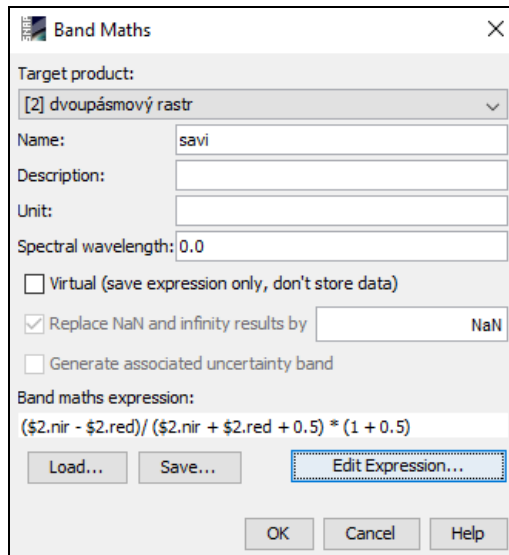 Band Maths
Target product:
[2] dvoupásmový rastr
Name: savi
Description:
Unit:
Spectral wavelength: 0.0
Virtual (save expression only, don't store data)
Replace NaN and infinity results by NaN
Generate associated uncertainty band
Band maths expression:
($2.nir - $2.red)/ ($2.nir + $2.red + 0.5) * (1 + 0.5)
Load... Save... Edit Expression...
OK Cancel Help